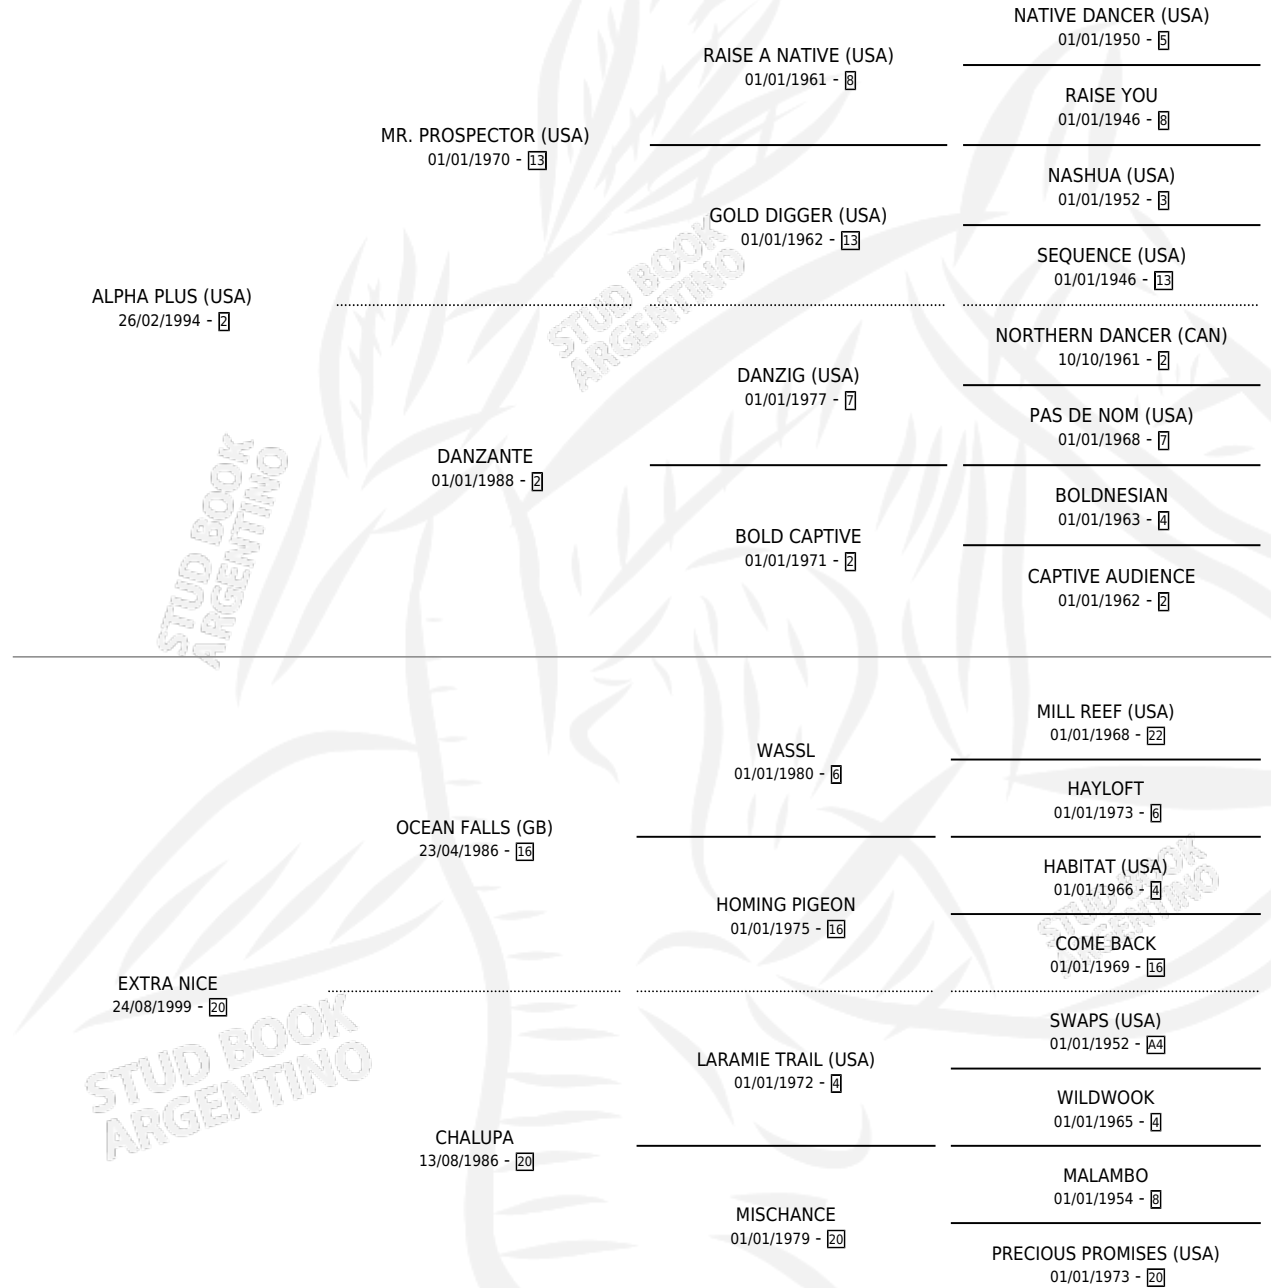 NATIVE DANCER (USA)
01/01/1950 - 5
RAISE A NATIVE (USA)
01/01/1961 - 8
RAISE YOU
01/01/1946 - 8
MR. PROSPECTOR (USA)
01/01/1970 - 13
NASHUA (USA)
01/01/1952 - 3
GOLD DIGGER (USA)
01/01/1962 - 13
SEQUENCE (USA)
01/01/1946 - 13
ALPHA PLUS (USA)
26/02/1994 - 2
STUD BOOK
ARGENTINO
NORTHERN DANCER (CAN)
10/10/1961 - 2
DANZIG (USA)
01/01/1977 - 7
PAS DE NOM (USA)
01/01/1968 - 7
DANZANTE
01/01/1988 - 2
STUD BOOK
ARGENTINO
BOLDNESIAN
01/01/1963 - 4
BOLD CAPTIVE
01/01/1971 - 2
CAPTIVE AUDIENCE
01/01/1962 - 2
MILL REEF (USA)
01/01/1968 - 22
WASSL
01/01/1980 - 6
HAYLOFT
01/01/1973 - 6
OCEAN FALLS (GB)
23/04/1986 - 16
HABITAT (USA)
01/01/1966 - 4
STUD BOOK
ARGENTINO
HOMING PIGEON
01/01/1975 - 16
COME BACK
01/01/1969 - 16
EXTRA NICE
24/08/1999 - 20
STUD BOOK
ARGENTINO
SWAPS (USA)
01/01/1952 - A4
LARAMIE TRAIL (USA)
01/01/1972 - 4
WILDWOOK
01/01/1965 - 4
CHALUPA
13/08/1986 - 20
MALAMBO
01/01/1954 - 8
MISCHANCE
01/01/1979 - 20
PRECIOUS PROMISES (USA)
01/01/1973 - 20